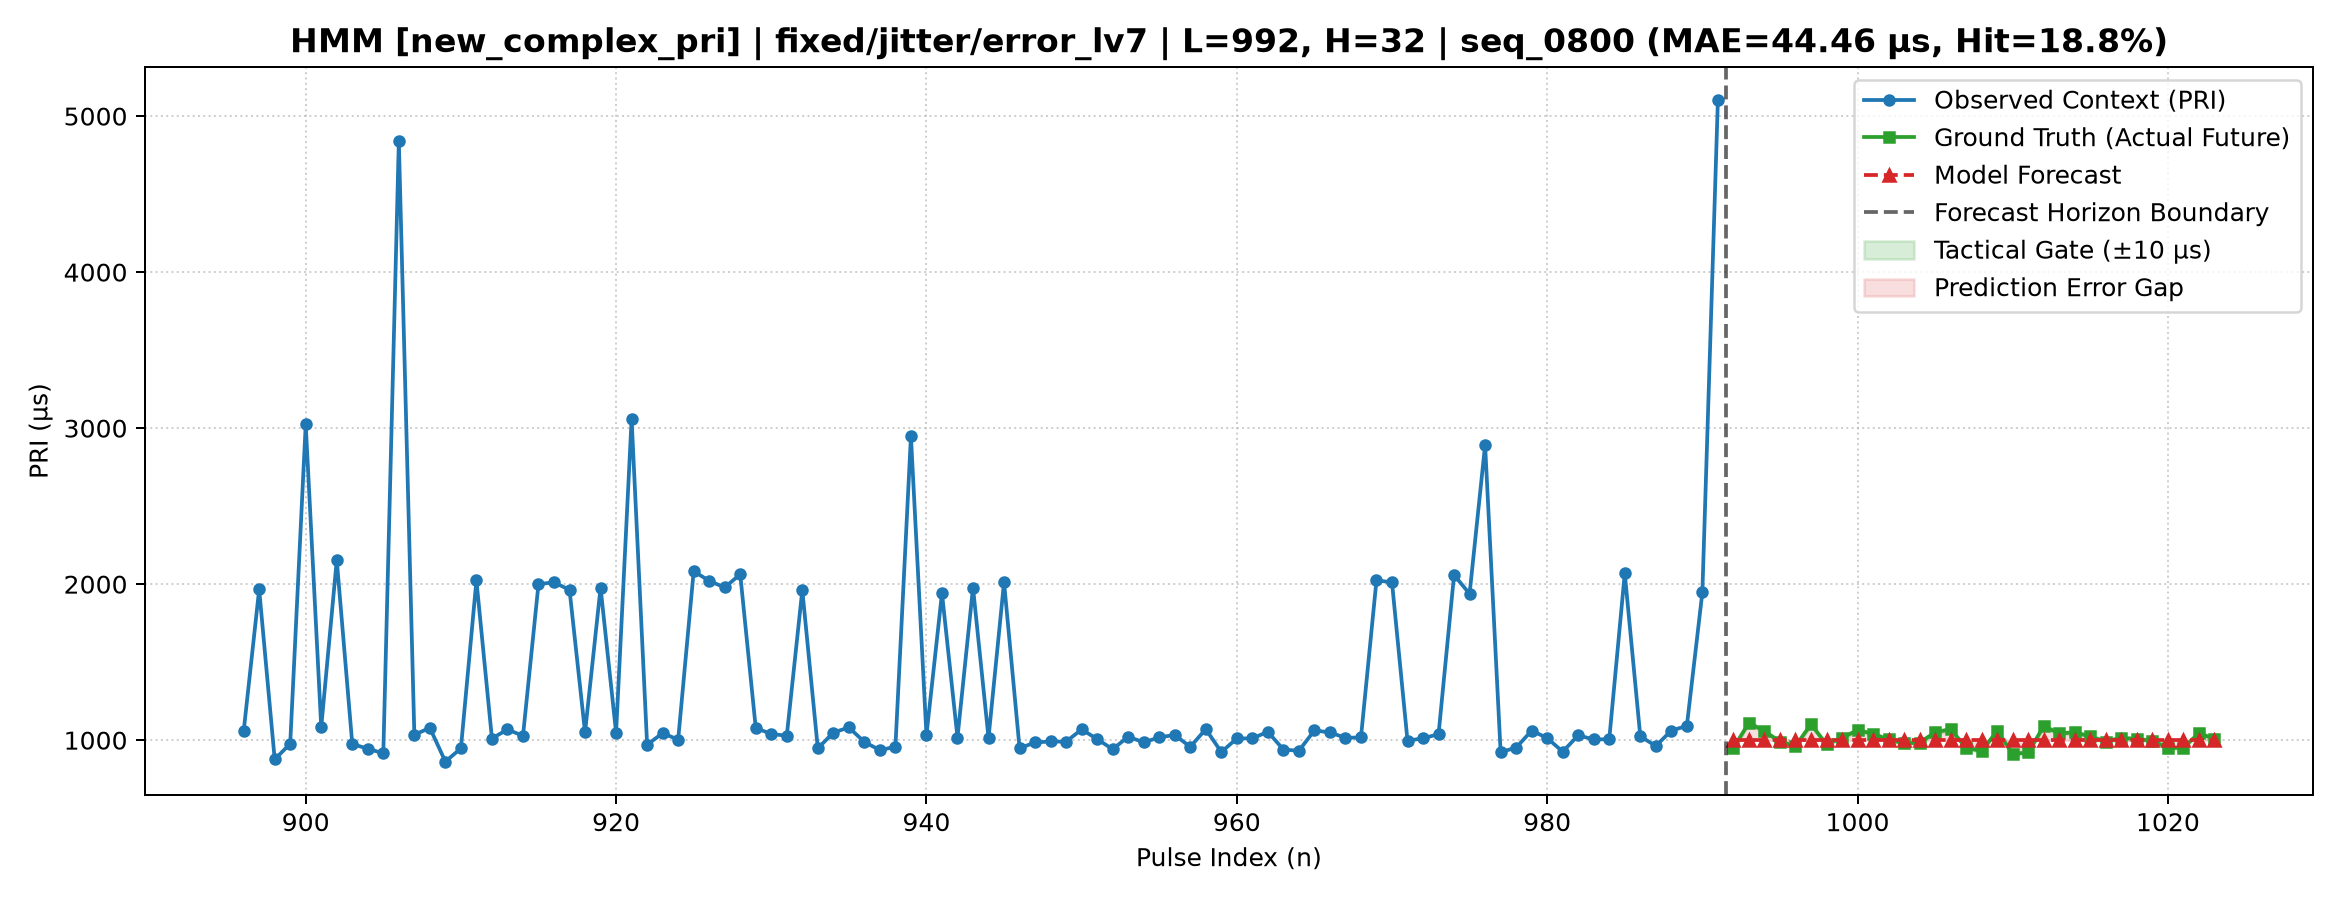 HMM [new_complex_pri] | fixed/jitter/error_lv7 | L=992, H=32 | seq_0800 (MAE=44.46 µs, Hit=18.8%)
Observed Context (PRI)
Ground Truth (Actual Future)
Model Forecast
Forecast Horizon Boundary
Tactical Gate (±10 µs)
Prediction Error Gap
PRI (µs)
5000
4000
3000
2000
1000
900
920
940
960
980
1000
1020
Pulse Index (n)